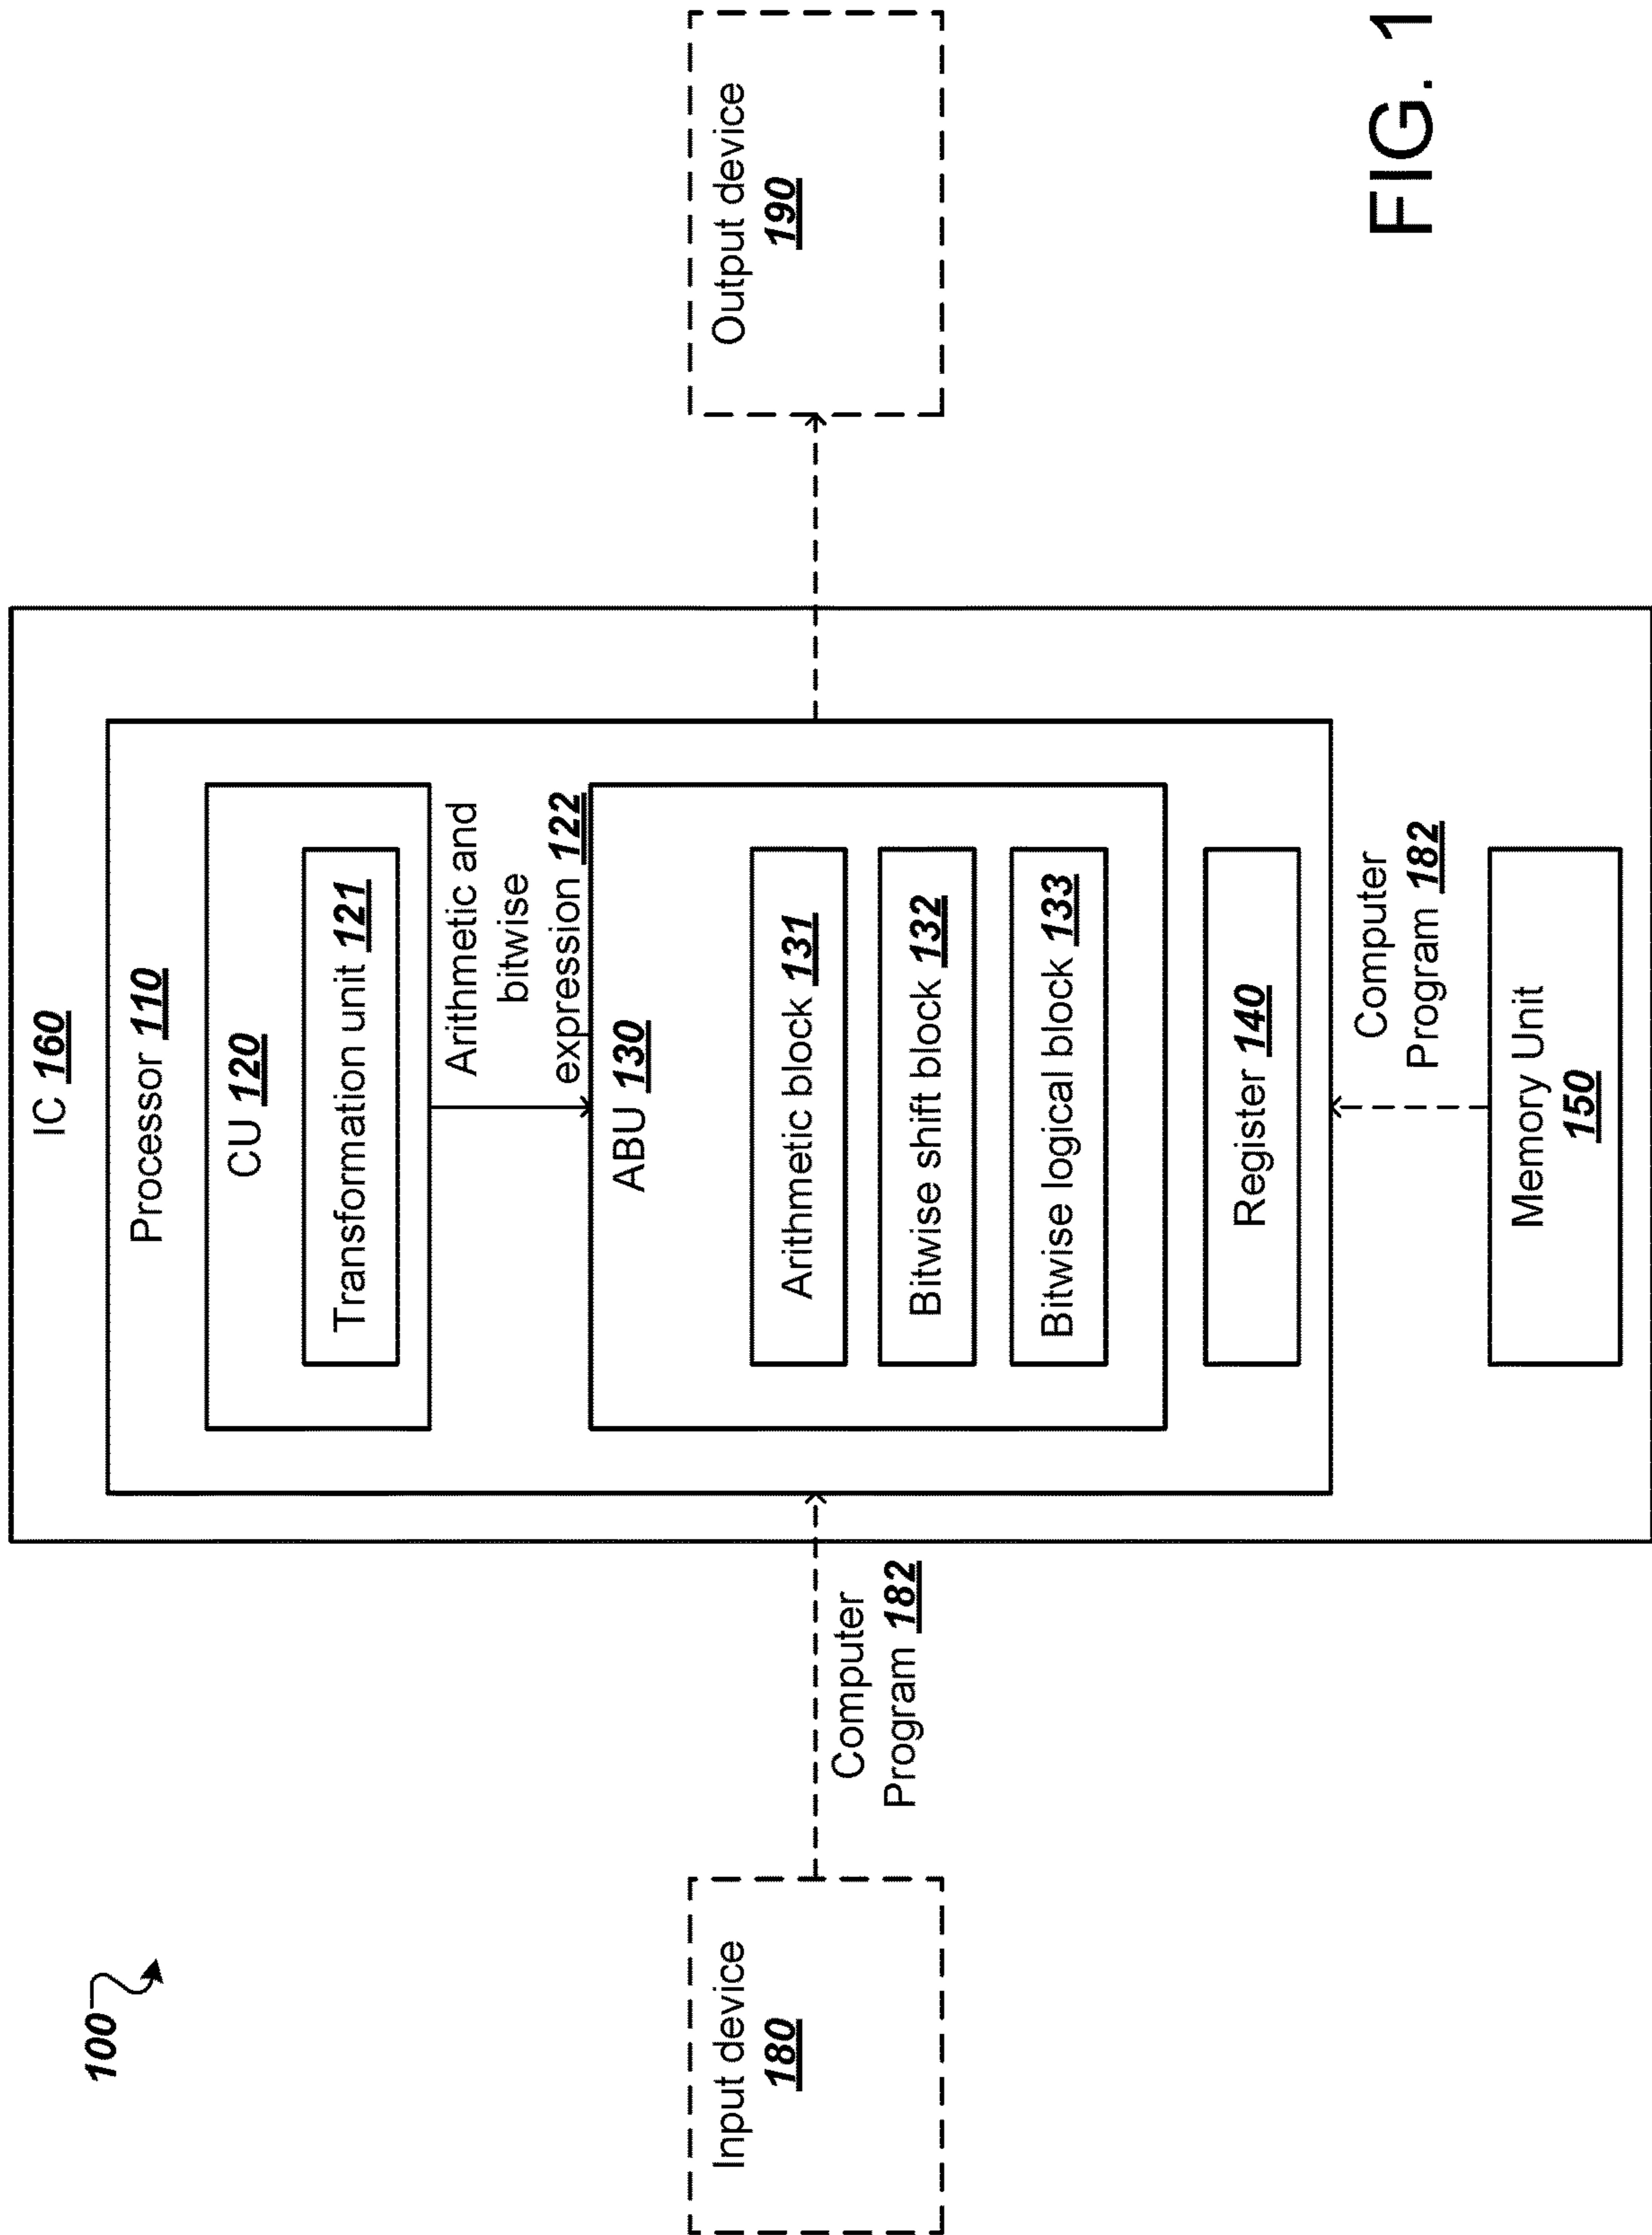 100
IC 160
Processor 110
CU 120
Transformation unit 121
Arithmetic and
bitwise
expression 122
ABU 130
Arithmetic block 131
Bitwise shift block 132
Bitwise logical block 133
Register 140
Computer
Program 182
Memory Unit
150
Input device
180
Computer
Program 182
Output device
190
FIG. 1